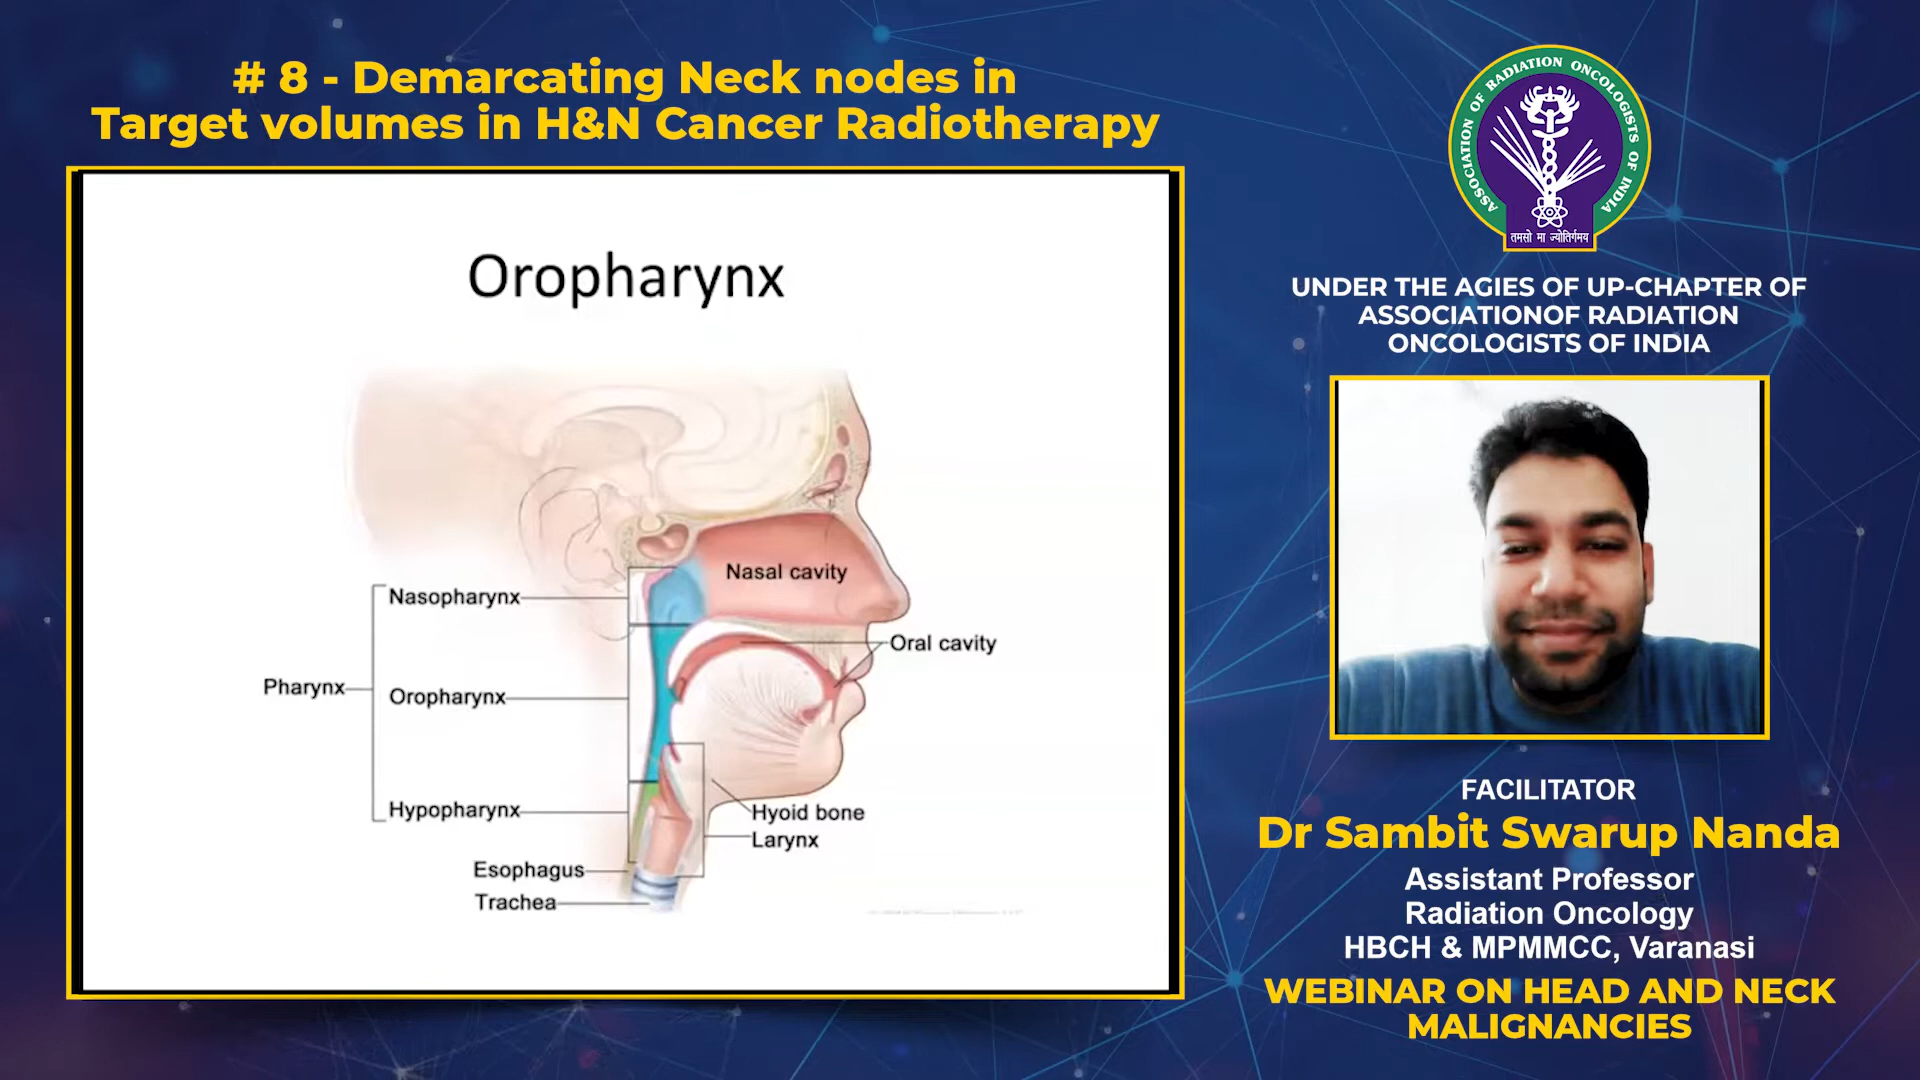 # 8 - Demarcating Neck nodes in
Target volumes in H&N Cancer Radiotherapy
Oropharynx
Nasal cavity
Nasopharynx
Oral cavity
Pharynx
Oropharynx
Hypopharynx
Hyoid bone
Larynx
Esophagus
Trachea
ASSOCIATION OF RADIATION ONCOLOGISTS OF INDIA
तमसो मा ज्योतिर्गमय
UNDER THE AGIES OF UP-CHAPTER OF
ASSOCIATIONOF RADIATION
ONCOLOGISTS OF INDIA
FACILITATOR
Dr Sambit Swarup Nanda
Assistant Professor
Radiation Oncology
HBCH & MPMMCC, Varanasi
WEBINAR ON HEAD AND NECK
MALIGNANCIES